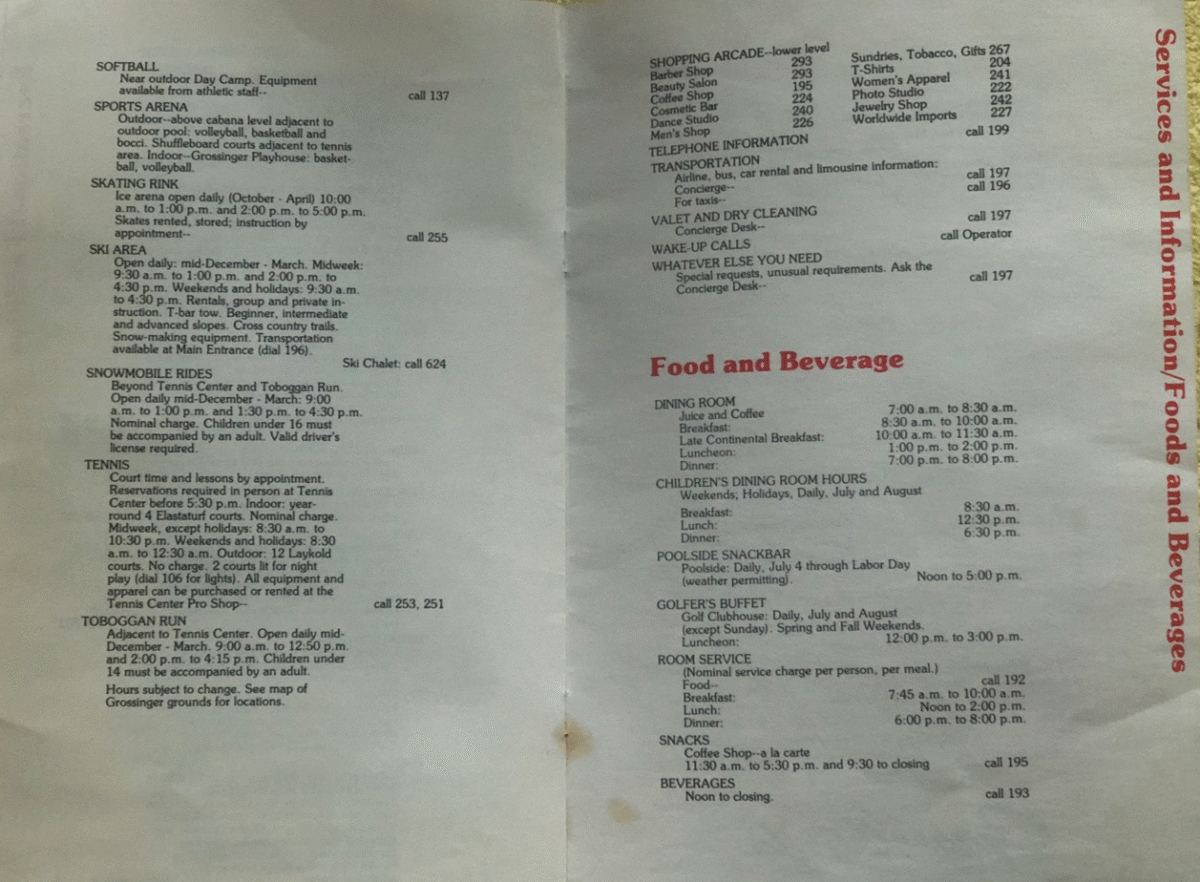 SOFTBALL
Near outdoor Day Camp. Equipment
available from athletic staff-- call 137
SPORTS ARENA
Outdoor--above cabana level adjacent to
outdoor pool: volleyball, basketball and
bocci. Shuffleboard courts adjacent to tennis
area. Indoor--Grossinger Playhouse: basket-
ball, volleyball.
SKATING RINK
Ice arena open daily (October - April) 10:00
a.m. to 1:00 p.m. and 2:00 p.m. to 5:00 p.m.
Skates rented, stored; instruction by
appointment-- call 255
SKI AREA
Open daily: mid-December - March. Midweek:
9:30 a.m. to 1:00 p.m. and 2:00 p.m. to
4:30 p.m. Weekends and holidays: 9:30 a.m.
to 4:30 p.m. Rentals, group and private in-
struction. T-bar tow. Beginner, intermediate
and advanced slopes. Cross country trails.
Snow-making equipment. Transportation
available at Main Entrance (dial 196).
Ski Chalet: call 624
SNOWMOBILE RIDES
Beyond Tennis Center and Toboggan Run.
Open daily mid-December - March: 9:00
a.m. to 1:00 p.m. and 1:30 p.m. to 4:30 p.m.
Nominal charge. Children under 16 must
be accompanied by an adult. Valid driver's
license required.
TENNIS
Court time and lessons by appointment.
Reservations required in person at Tennis
Center before 5:30 p.m. Indoor: year-
round 4 Elastaturf courts. Nominal charge.
Midweek, except holidays: 8:30 a.m. to
10:30 p.m. Weekends and holidays: 8:30
a.m. to 12:30 a.m. Outdoor: 12 Laykold
courts. No charge. 2 courts lit for night
play (dial 106 for lights). All equipment and
apparel can be purchased or rented at the
Tennis Center Pro Shop-- call 253, 251
TOBOGGAN RUN
Adjacent to Tennis Center. Open daily mid-
December - March. 9:00 a.m. to 12:50 p.m.
and 2:00 p.m. to 4:15 p.m. Children under
14 must be accompanied by an adult.
Hours subject to change. See map of
Grossinger grounds for locations.
SHOPPING ARCADE--lower level
Barber Shop 293
Beauty Salon 293
Coffee Shop 195
Cosmetic Bar 224
Dance Studio 240
Men's Shop 226
Sundries, Tobacco, Gifts 267
T-Shirts 204
Women's Apparel 241
Photo Studio 222
Jewelry Shop 242
Worldwide Imports 227
TELEPHONE INFORMATION call 199
TRANSPORTATION
Airline, bus, car rental and limousine information:
Concierge-- call 197
For taxis-- call 196
VALET AND DRY CLEANING
Concierge Desk-- call 197
WAKE-UP CALLS call Operator
WHATEVER ELSE YOU NEED
Special requests, unusual requirements. Ask the
Concierge Desk-- call 197
Food and Beverage
DINING ROOM
Juice and Coffee 7:00 a.m. to 8:30 a.m.
Breakfast: 8:30 a.m. to 10:00 a.m.
Late Continental Breakfast: 10:00 a.m. to 11:30 a.m.
Luncheon: 1:00 p.m. to 2:00 p.m.
Dinner: 7:00 p.m. to 8:00 p.m.
CHILDREN'S DINING ROOM HOURS
Weekends; Holidays, Daily, July and August
Breakfast: 8:30 a.m.
Lunch: 12:30 p.m.
Dinner: 6:30 p.m.
POOLSIDE SNACKBAR
Poolside: Daily, July 4 through Labor Day
(weather permitting). Noon to 5:00 p.m.
GOLFER'S BUFFET
Golf Clubhouse: Daily, July and August
(except Sunday). Spring and Fall Weekends.
Luncheon: 12:00 p.m. to 3:00 p.m.
ROOM SERVICE
(Nominal service charge per person, per meal.)
Food-- call 192
Breakfast: 7:45 a.m. to 10:00 a.m.
Lunch: Noon to 2:00 p.m.
Dinner: 6:00 p.m. to 8:00 p.m.
SNACKS
Coffee Shop--a la carte
11:30 a.m. to 5:30 p.m. and 9:30 to closing call 195
BEVERAGES
Noon to closing. call 193
Services and Information/Foods and Beverages